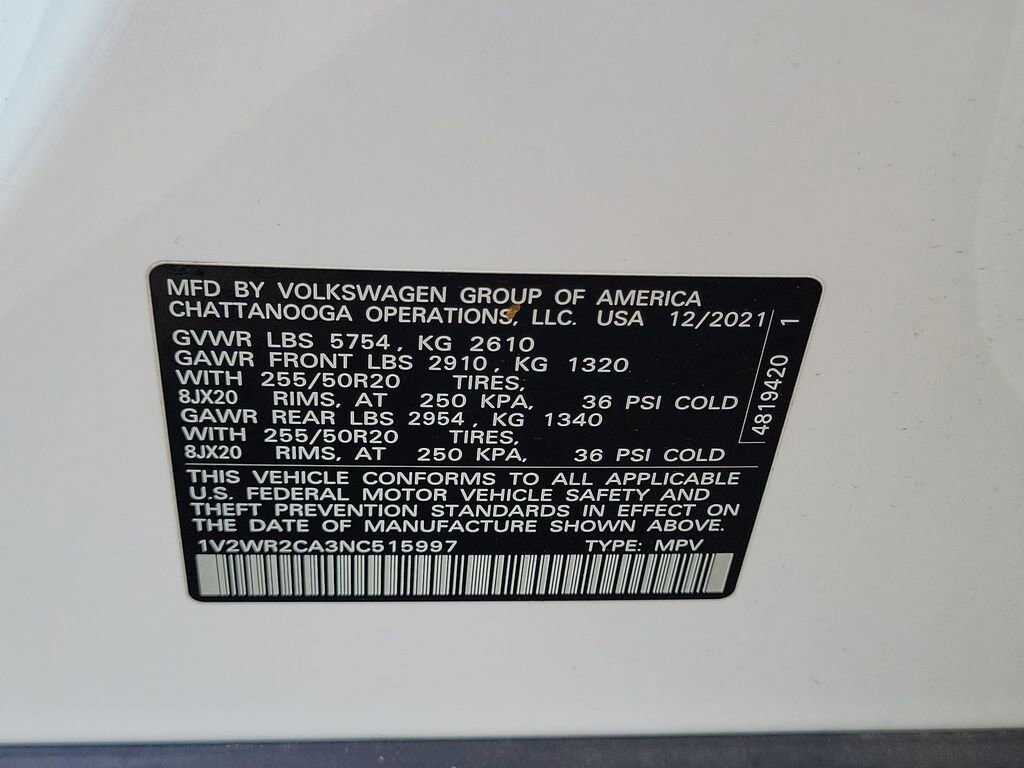 MFD BY VOLKSWAGEN GROUP OF AMERICA
CHATTANOOGA OPERATIONS, LLC. USA 12/2021
GVWR LBS 5754, KG 2610
GAWR FRONT LBS 2910, KG 1320
WITH 255/50R20 TIRES,
8JX20 RIMS, AT 250 KPA, 36 PSI COLD
GAWR REAR LBS 2954, KG 1340
WITH 255/50R20 TIRES,
8JX20 RIMS, AT 250 KPA, 36 PSI COLD
THIS VEHICLE CONFORMS TO ALL APPLICABLE
U.S. FEDERAL MOTOR VEHICLE SAFETY AND
THEFT PREVENTION STANDARDS IN EFFECT ON
THE DATE OF MANUFACTURE SHOWN ABOVE.
1V2WR2CA3NC515997 TYPE: MPV
4819420 1